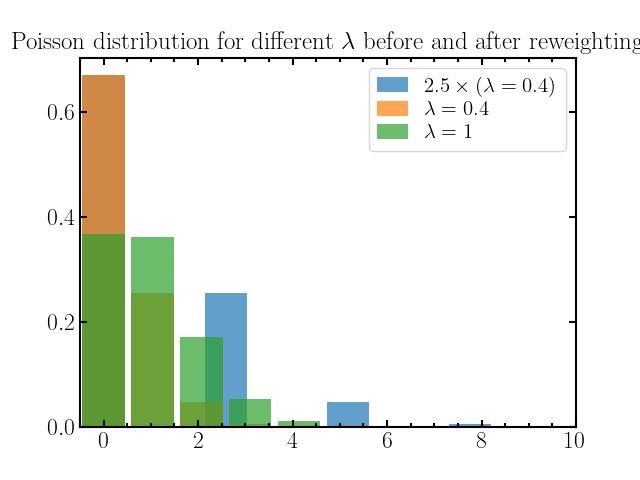 Poisson distribution for different λ before and after reweighting
2.5 × (λ = 0.4)
λ = 0.4
λ = 1
0.6
0.4
0.2
0.0
0 2 4 6 8 10